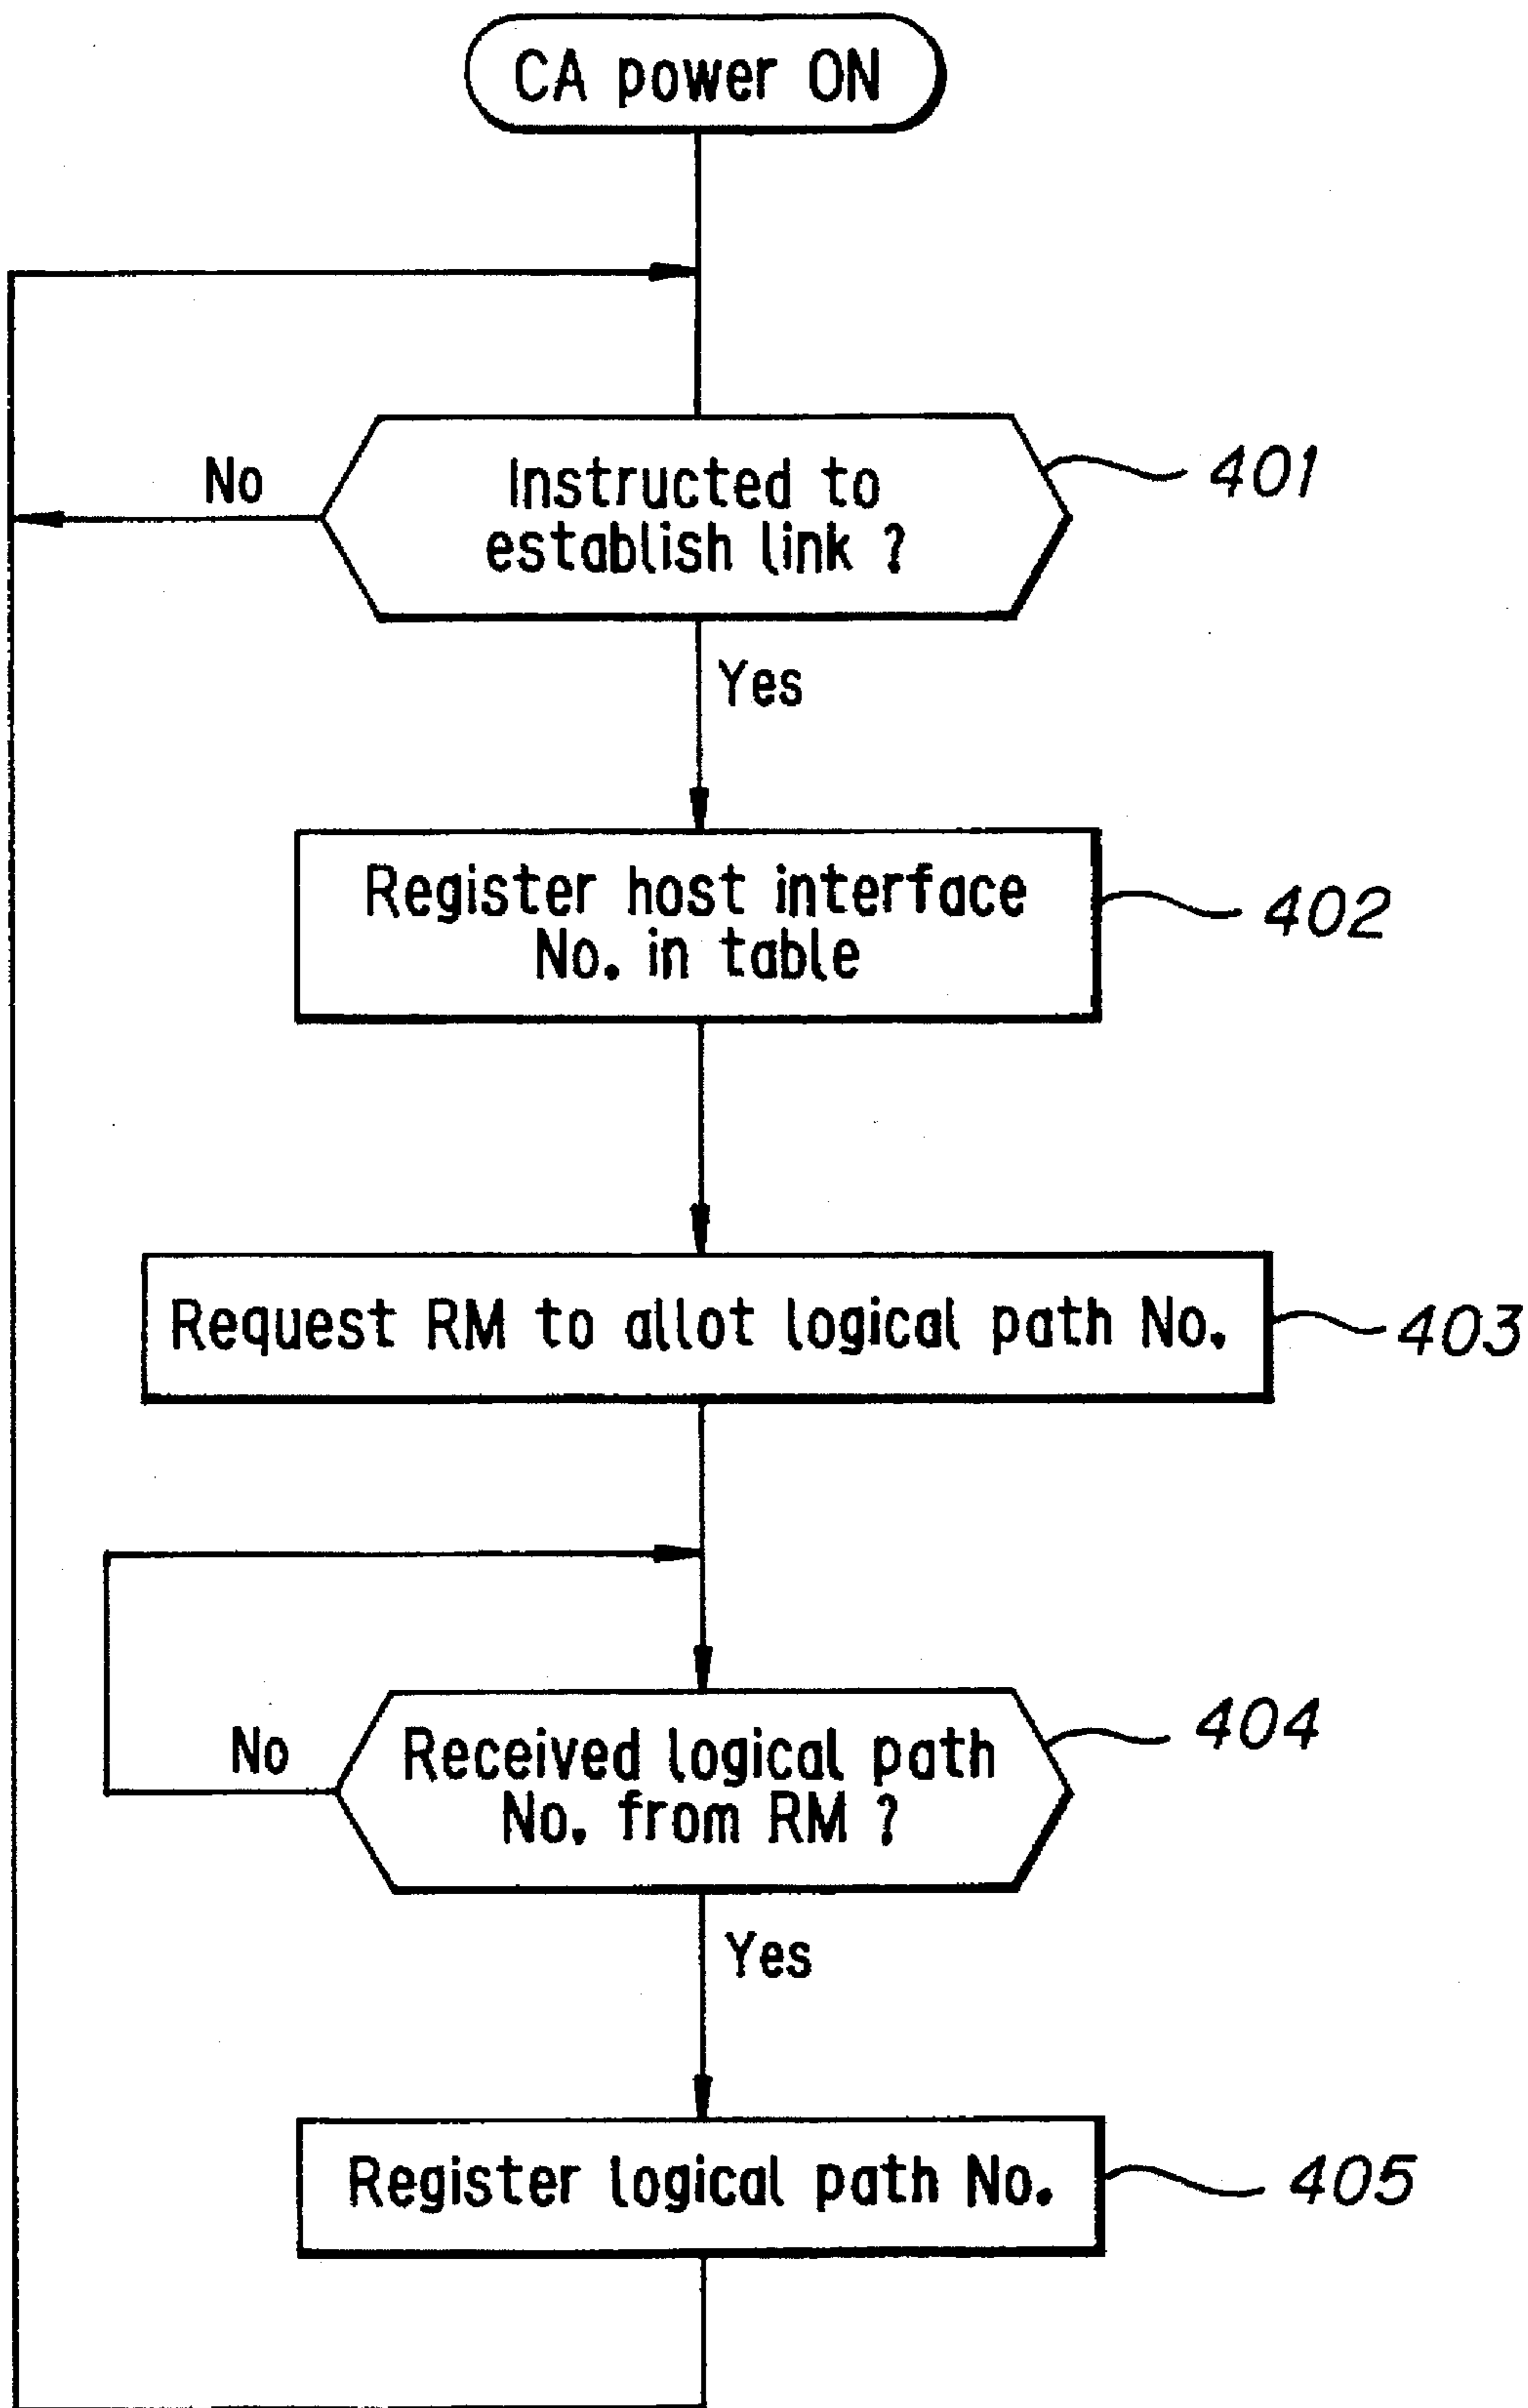 CA power ON
No
Instructed to
establish link ?
401
Yes
Register host interface
No. in table
402
Request RM to allot logical path No.
403
No
Received logical path
No. from RM ?
404
Yes
Register logical path No.
405